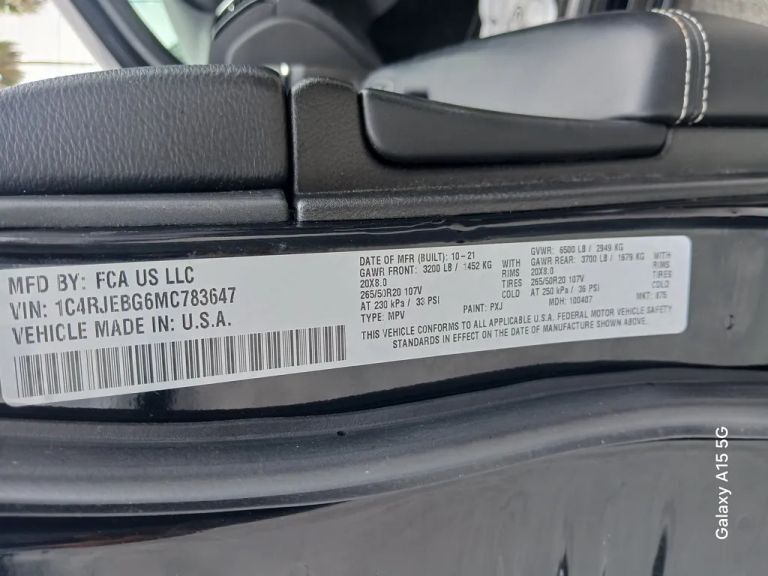 MFD BY: FCA US LLC
VIN: 1C4RJEBG6MC783647
VEHICLE MADE IN: U.S.A.
DATE OF MFR (BUILT): 10-21
GAWR FRONT: 3200 LB / 1452 KG WITH
20X8.0 RIMS
265/50R20 107V TIRES
AT 230 kPa / 33 PSI
TYPE: MPV PAINT: PXJ
GVWR: 6500 LB / 2949 KG
GAWR REAR: 3700 LB / 1679 KG WITH
20X8.0 RIMS
265/50R20 107V TIRES
AT 250 kPa / 36 PSI
MDH: 100407 MKT: 876
THIS VEHICLE CONFORMS TO ALL APPLICABLE U.S.A. FEDERAL MOTOR VEHICLE SAFETY
STANDARDS IN EFFECT ON THE DATE OF MANUFACTURE SHOWN ABOVE.
Galaxy A15 5G